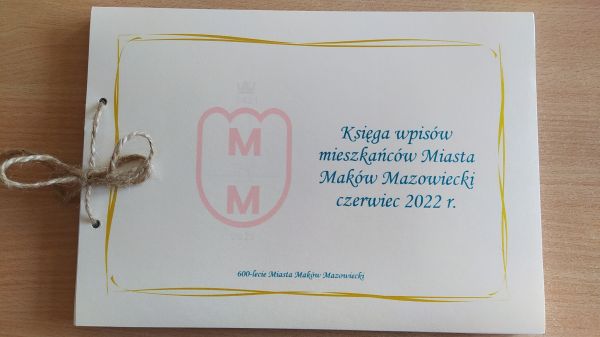 Księga wpisów
mieszkańców Miasta
Maków Mazowiecki
czerwiec 2022 r.
M
M
600-lecie Miasta Maków Mazowiecki